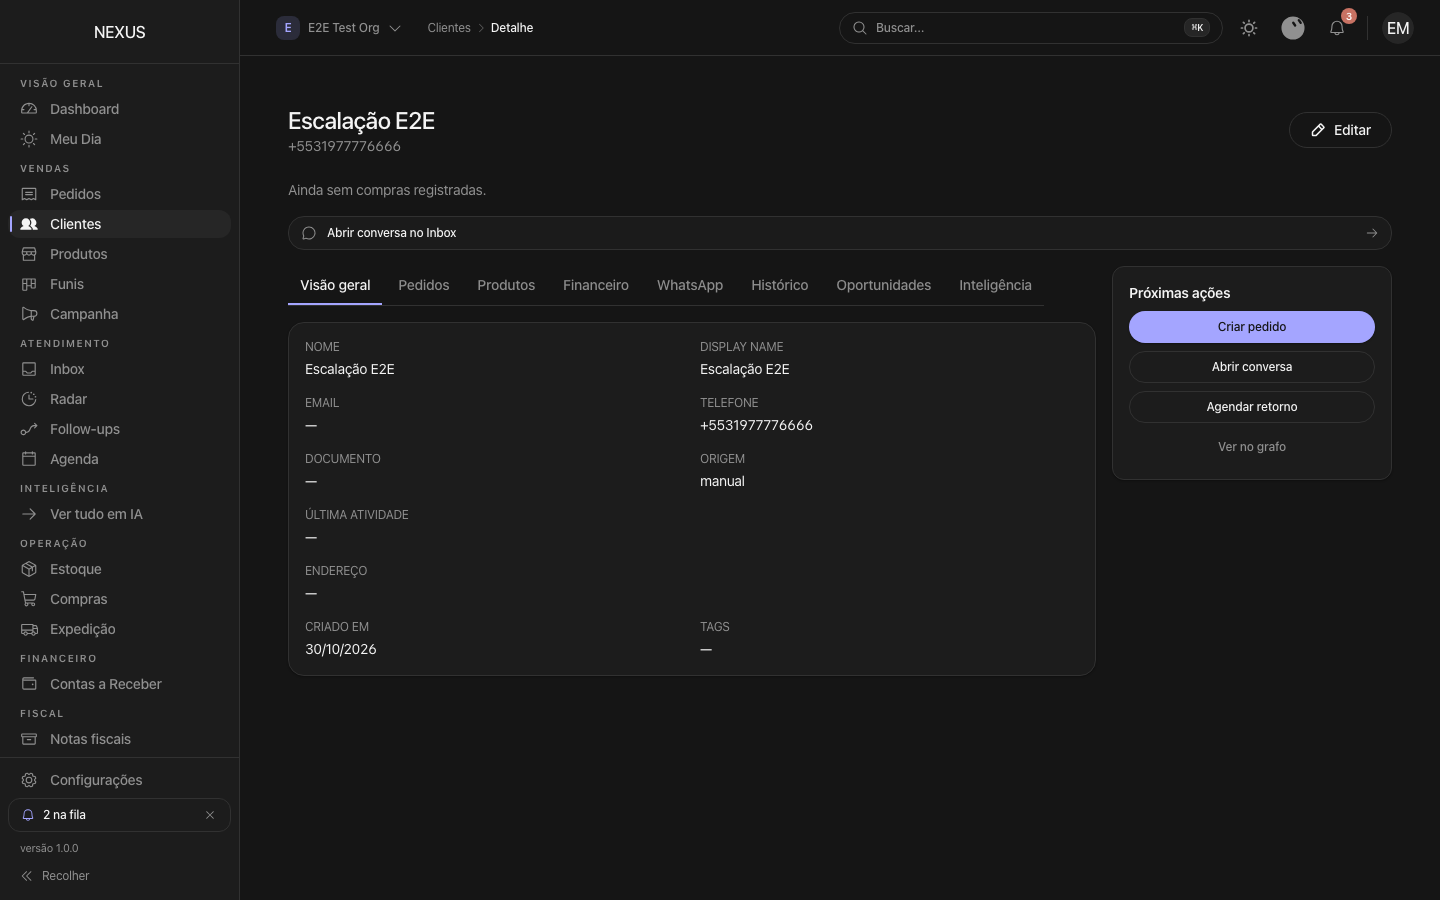 NEXUS
VISÃO GERAL
Dashboard
Meu Dia
VENDAS
Pedidos
Clientes
Produtos
Funis
Campanha
ATENDIMENTO
Inbox
Radar
Follow-ups
Agenda
INTELIGÊNCIA
Ver tudo em IA
OPERAÇÃO
Estoque
Compras
Expedição
FINANCEIRO
Contas a Receber
FISCAL
Notas fiscais
Configurações
2 na fila
versão 1.0.0
Recolher
E E2E Test Org Clientes Detalhe
Buscar... ⌘K 3 EM
Escalação E2E
+5531977776666
Editar
Ainda sem compras registradas.
Abrir conversa no Inbox
Visão geral Pedidos Produtos Financeiro WhatsApp Histórico Oportunidades Inteligência
NOME DISPLAY NAME
Escalação E2E Escalação E2E
EMAIL TELEFONE
— +5531977776666
DOCUMENTO ORIGEM
— manual
ÚLTIMA ATIVIDADE
—
ENDEREÇO
—
CRIADO EM TAGS
30/10/2026 —
Próximas ações
Criar pedido
Abrir conversa
Agendar retorno
Ver no grafo